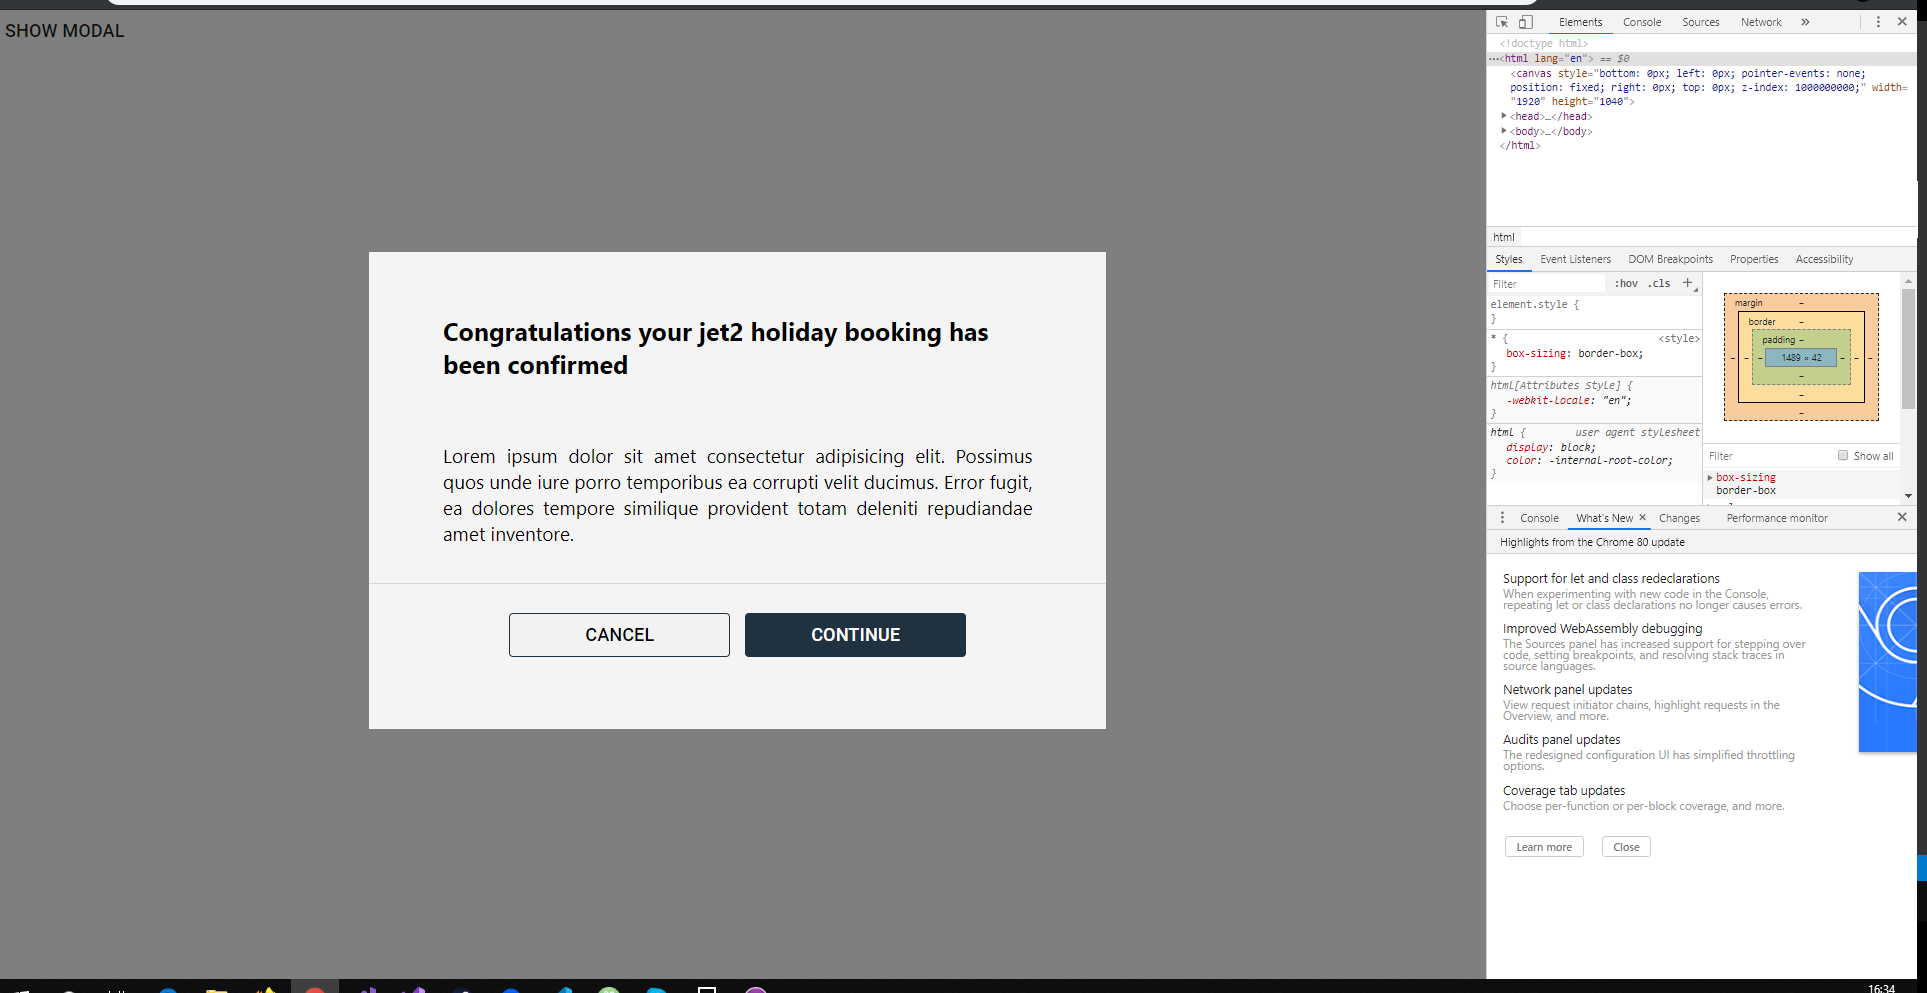 SHOW MODAL
Congratulations your jet2 holiday booking has
been confirmed
Lorem ipsum dolor sit amet consectetur adipisicing elit. Possimus
quos unde iure porro temporibus ea corrupti velit ducimus. Error fugit,
ea dolores tempore similique provident totam deleniti repudiandae
amet inventore.
CANCEL CONTINUE
Elements Console Sources Network »
<!doctype html>
…<html lang="en"> == $0
<canvas style="bottom: 0px; left: 0px; pointer-events: none;
position: fixed; right: 0px; top: 0px; z-index: 1000000000;" width=
"1920" height="1040">
<head>…</head>
<body>…</body>
</html>
html
Styles Event Listeners DOM Breakpoints Properties Accessibility
Filter :hov .cls +
element.style {
}
* { <style>
box-sizing: border-box;
}
html[Attributes Style] {
-webkit-locale: "en";
}
html { user agent stylesheet
display: block;
color: -internal-root-color;
}
margin –
border –
padding –
– – – 1489 × 42 – – –
–
–
–
Filter Show all
box-sizing
border-box
Console What's New × Changes Performance monitor
Highlights from the Chrome 80 update
Support for let and class redeclarations
When experimenting with new code in the Console,
repeating let or class declarations no longer causes errors.
Improved WebAssembly debugging
The Sources panel has increased support for stepping over
code, setting breakpoints, and resolving stack traces in
source languages.
Network panel updates
View request initiator chains, highlight requests in the
Overview, and more.
Audits panel updates
The redesigned configuration UI has simplified throttling
options.
Coverage tab updates
Choose per-function or per-block coverage, and more.
Learn more Close
16:34